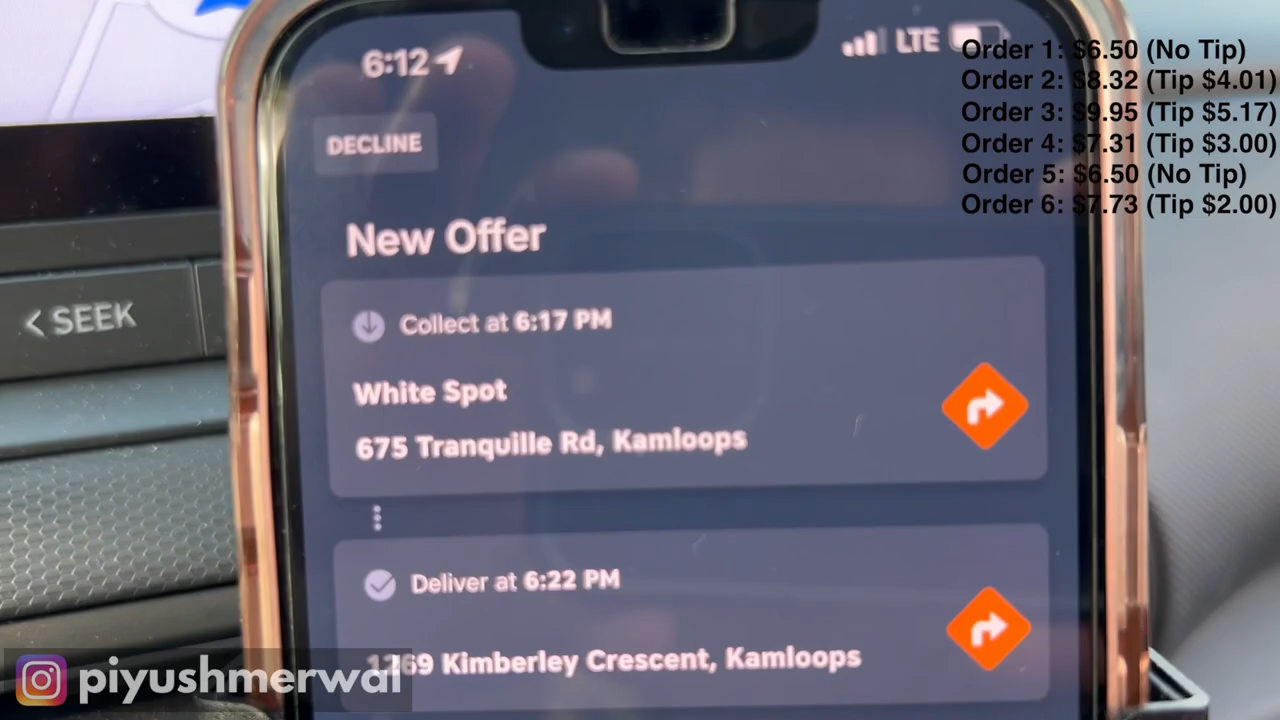 6:12
LTE
DECLINE
New Offer
Collect at 6:17 PM
White Spot
675 Tranquille Rd, Kamloops
Deliver at 6:22 PM
1269 Kimberley Crescent, Kamloops
< SEEK
Order 1: $6.50 (No Tip)
Order 2: $8.32 (Tip $4.01)
Order 3: $9.95 (Tip $5.17)
Order 4: $7.31 (Tip $3.00)
Order 5: $6.50 (No Tip)
Order 6: $7.73 (Tip $2.00)
piyushmerwal